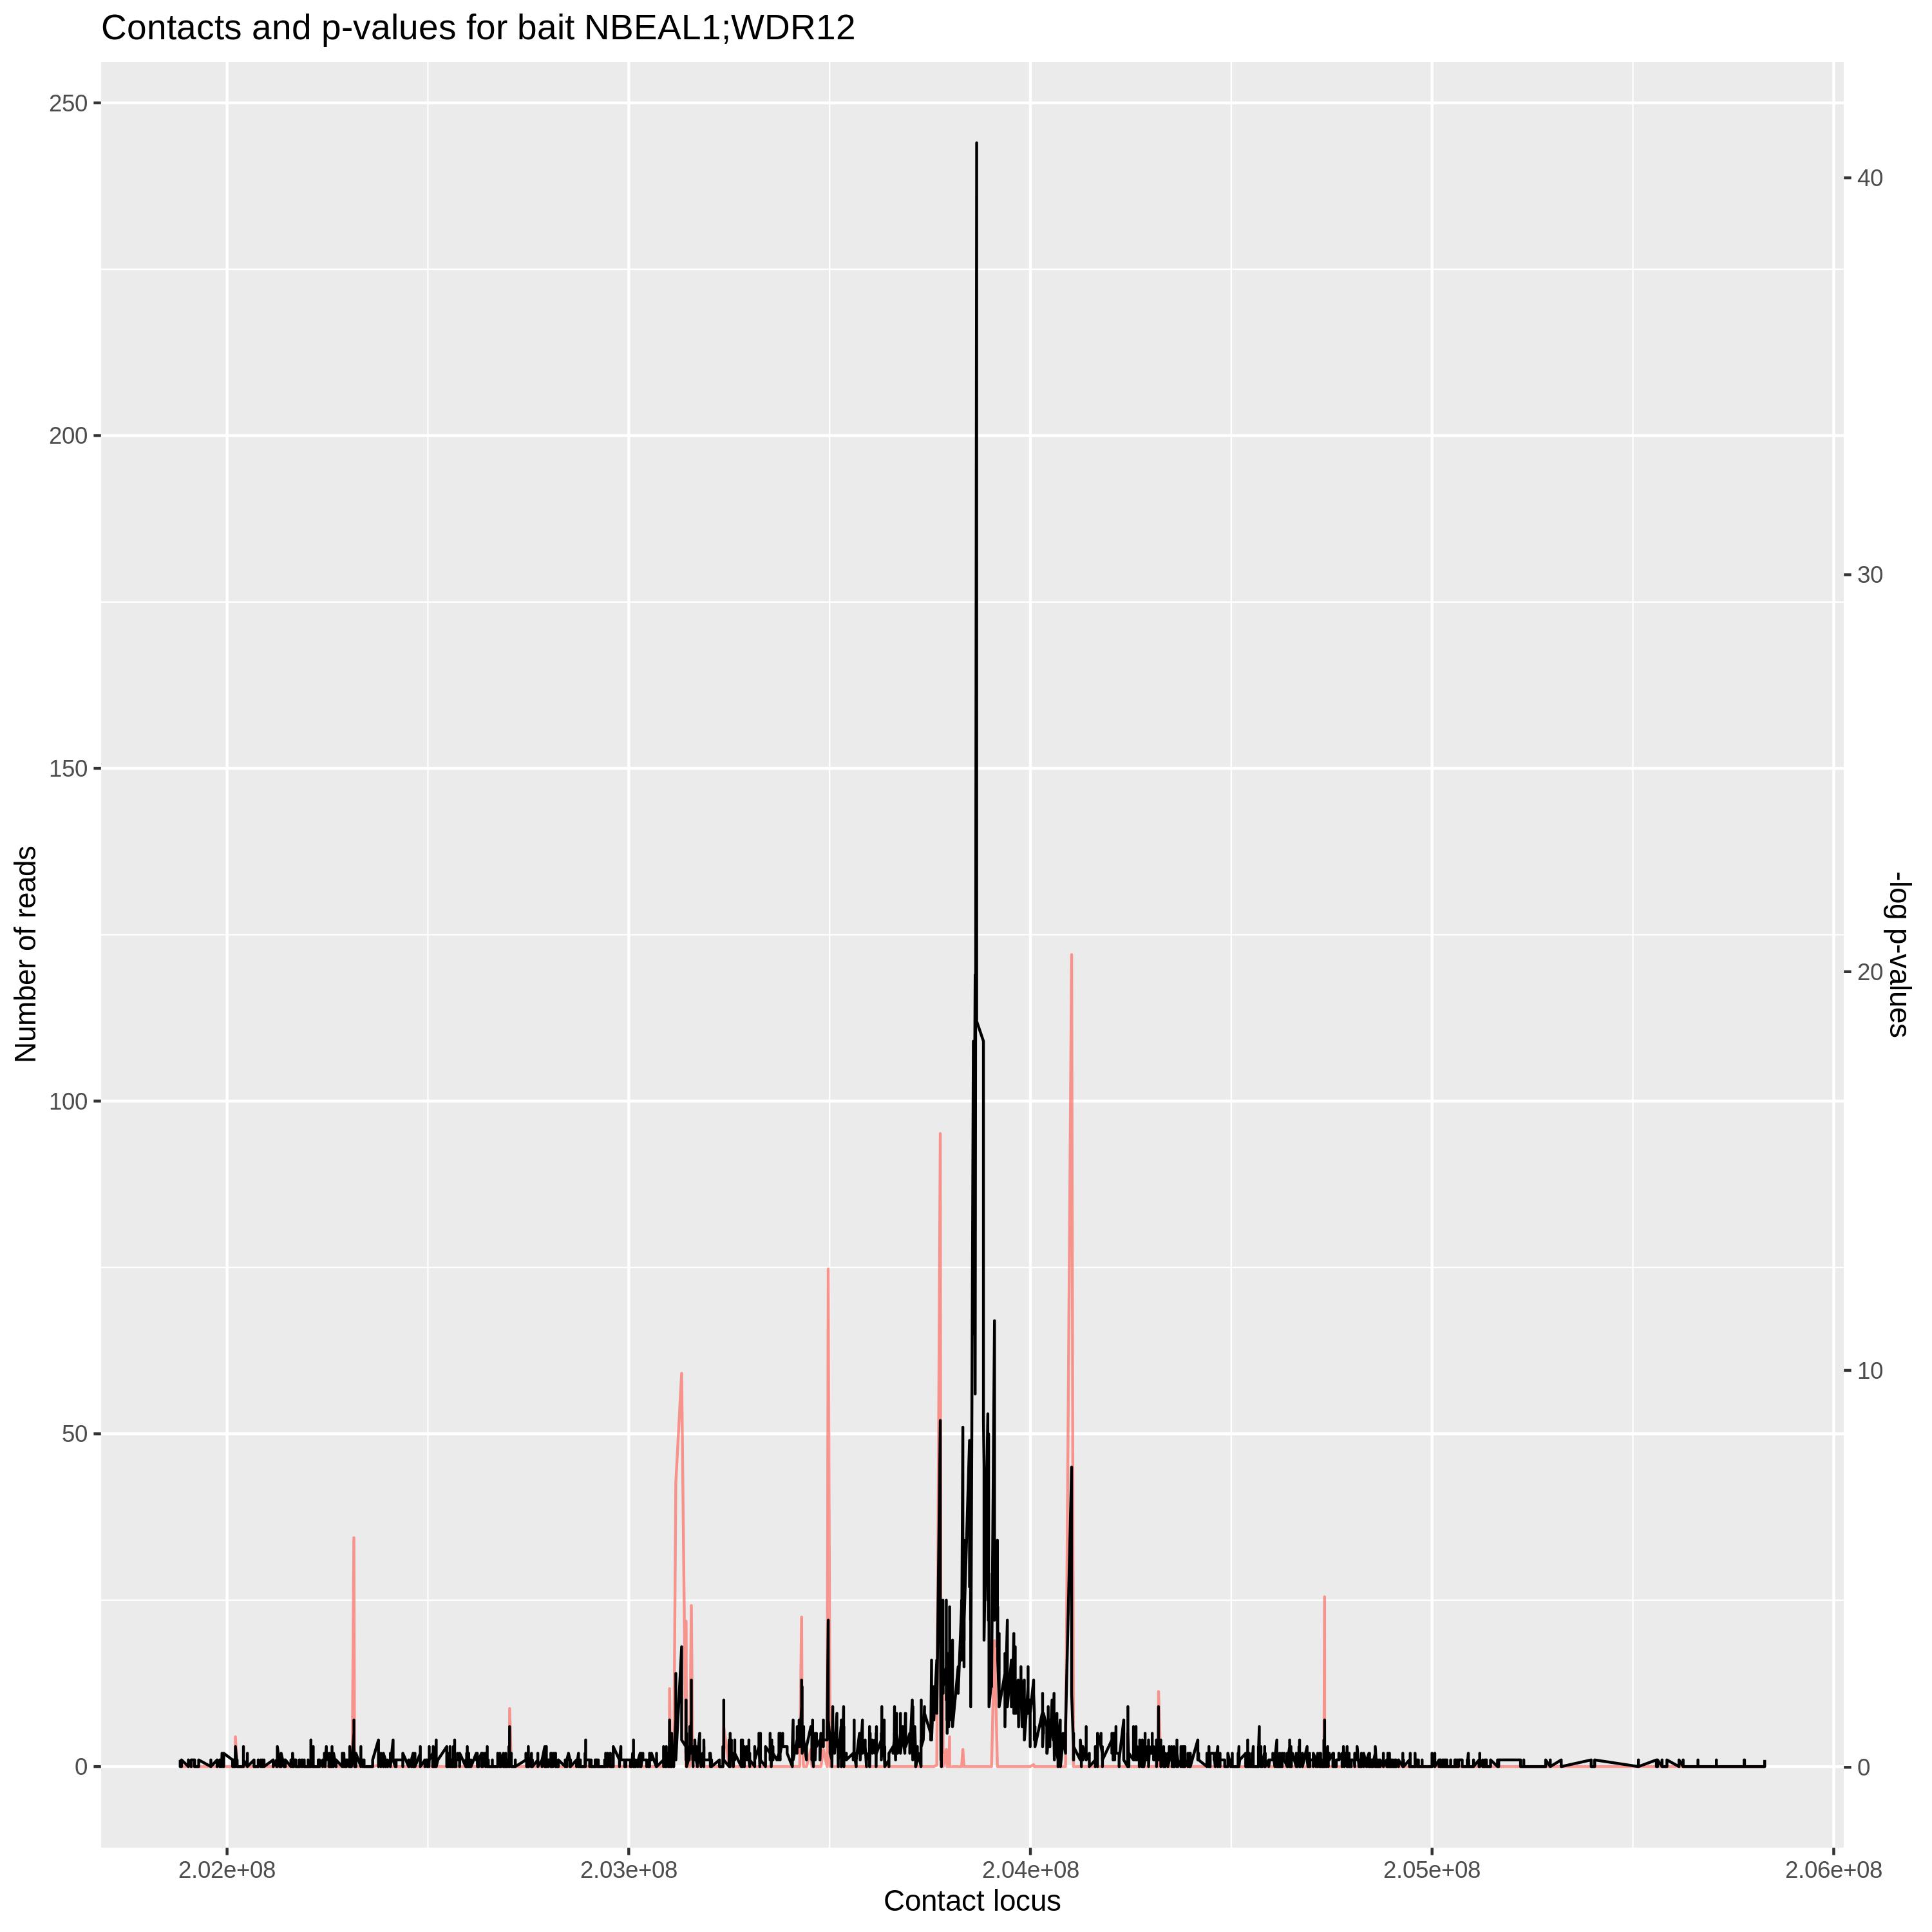 Contacts and p-values for bait NBEAL1;WDR12
250
200
150
100
50
0
Number of reads
40
30
20
10
0
-log p-values
2.02e+08
2.03e+08
2.04e+08
2.05e+08
2.06e+08
Contact locus